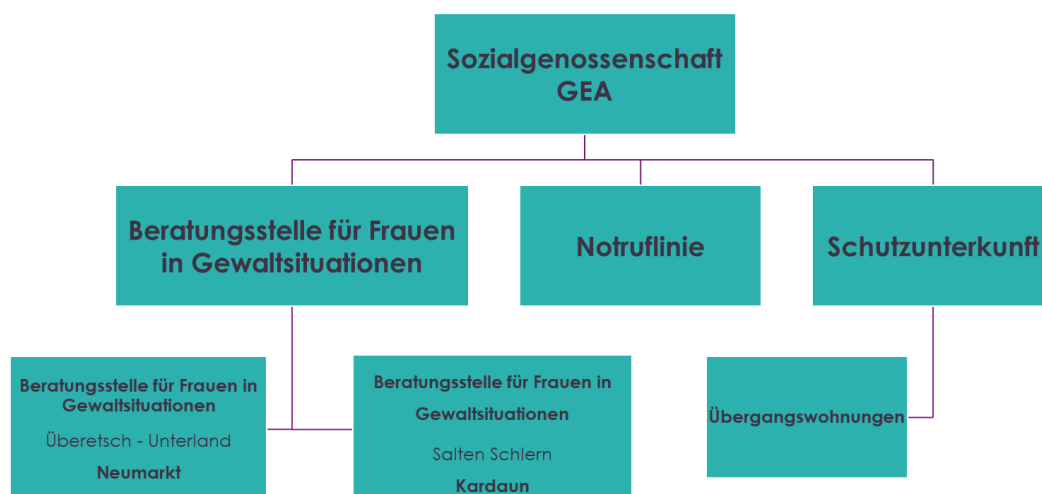 Sozialgenossenschaft
GEA
Beratungsstelle für Frauen
in Gewaltsituationen
Notruflinie
Schutzunterkunft
Beratungsstelle für Frauen in
Gewaltsituationen
Überetsch - Unterland
Neumarkt
Beratungsstelle für Frauen in
Gewaltsituationen
Salten Schlern
Kardaun
Übergangswohnungen